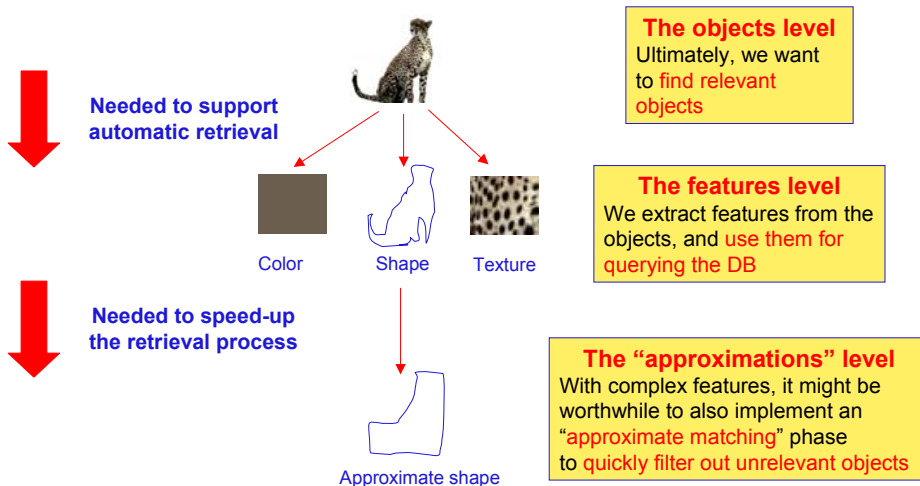 The objects level
Ultimately, we want
to find relevant
objects
Needed to support
automatic retrieval
The features level
We extract features from the
objects, and use them for
querying the DB
Color
Shape
Texture
Needed to speed-up
the retrieval process
The “approximations” level
With complex features, it might be
worthwhile to also implement an
“approximate matching” phase
to quickly filter out unrelevant objects
Approximate shape